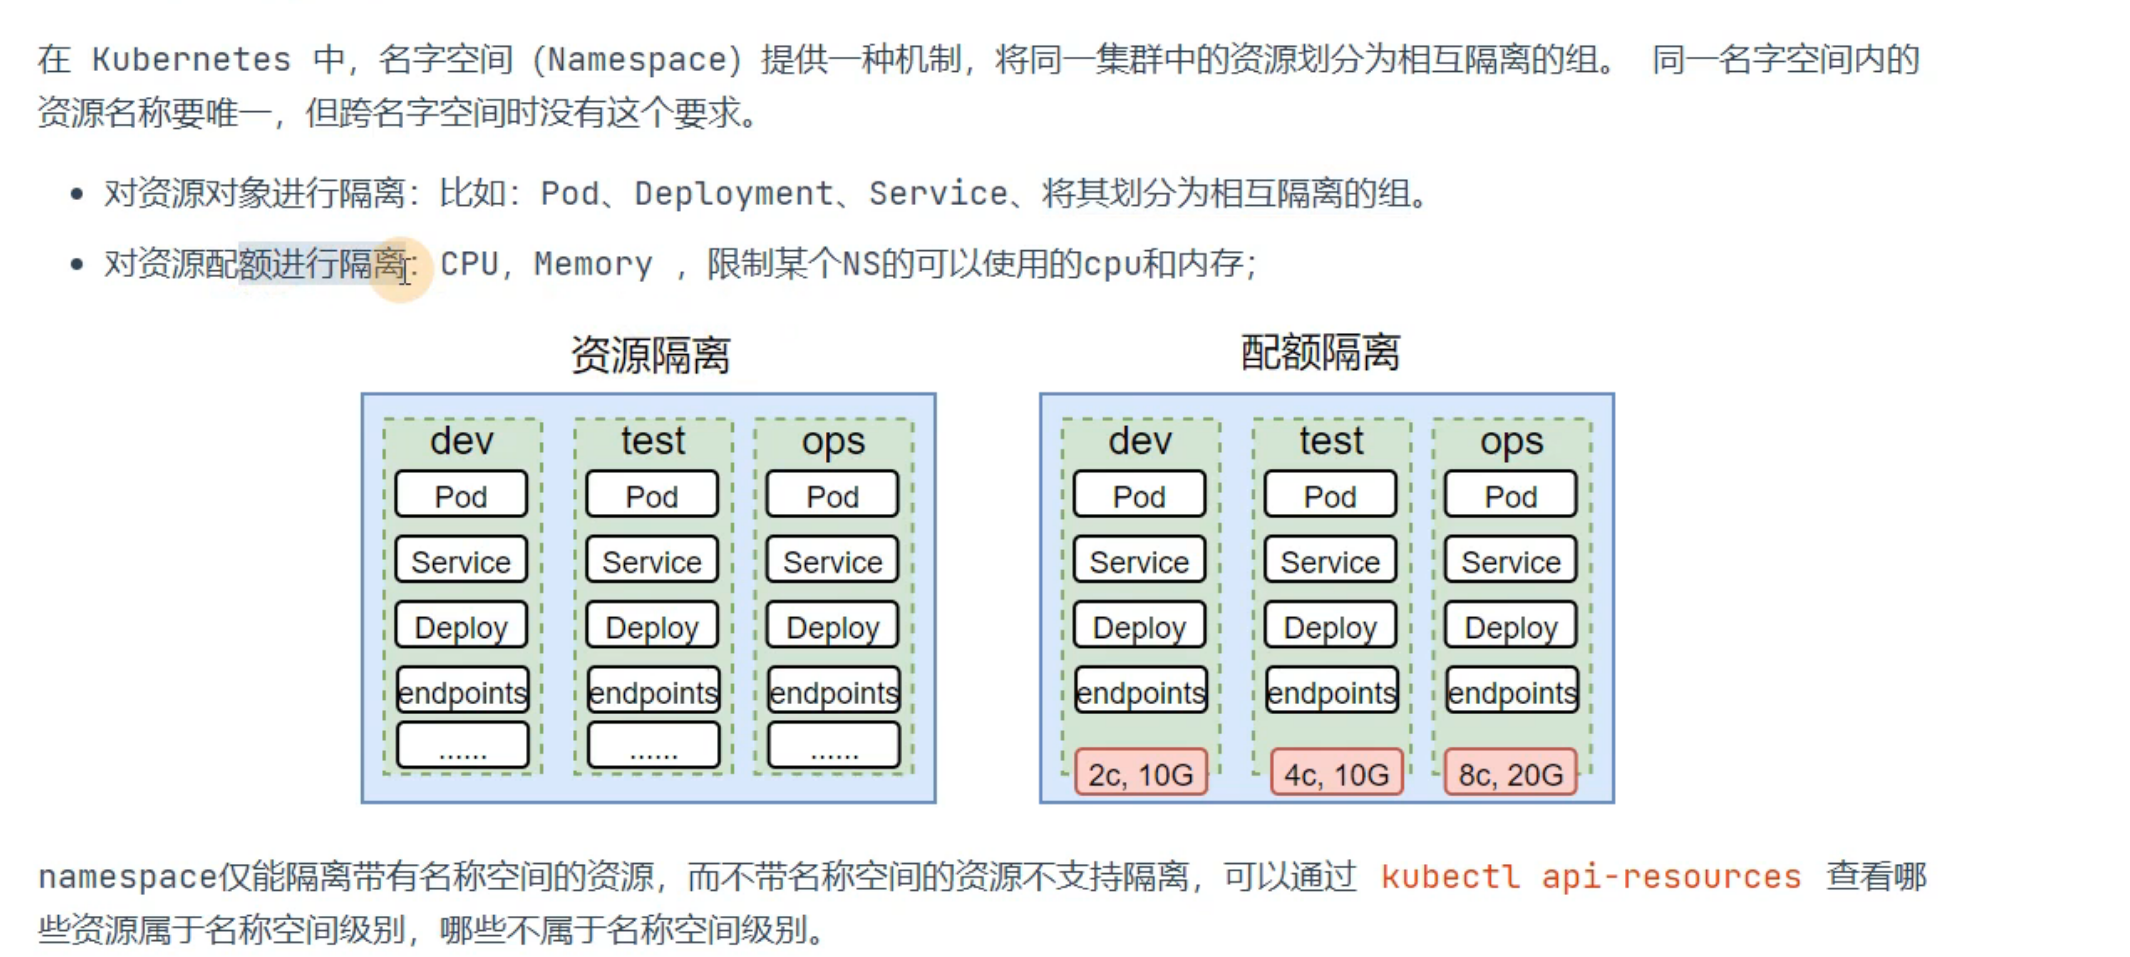 在 Kubernetes 中，名字空间（Namespace）提供一种机制，将同一集群中的资源划分为相互隔离的组。 同一名字空间内的
资源名称要唯一，但跨名字空间时没有这个要求。
• 对资源对象进行隔离：比如：Pod、Deployment、Service、将其划分为相互隔离的组。
• 对资源配额进行隔离：CPU，Memory ，限制某个NS的可以使用的cpu和内存；
资源隔离
dev
Pod
Service
Deploy
endpoints
......
test
Pod
Service
Deploy
endpoints
......
ops
Pod
Service
Deploy
endpoints
......
配额隔离
dev
Pod
Service
Deploy
endpoints
2c, 10G
test
Pod
Service
Deploy
endpoints
4c, 10G
ops
Pod
Service
Deploy
endpoints
8c, 20G
namespace仅能隔离带有名称空间的资源，而不带名称空间的资源不支持隔离，可以通过 kubectl api-resources 查看哪
些资源属于名称空间级别，哪些不属于名称空间级别。